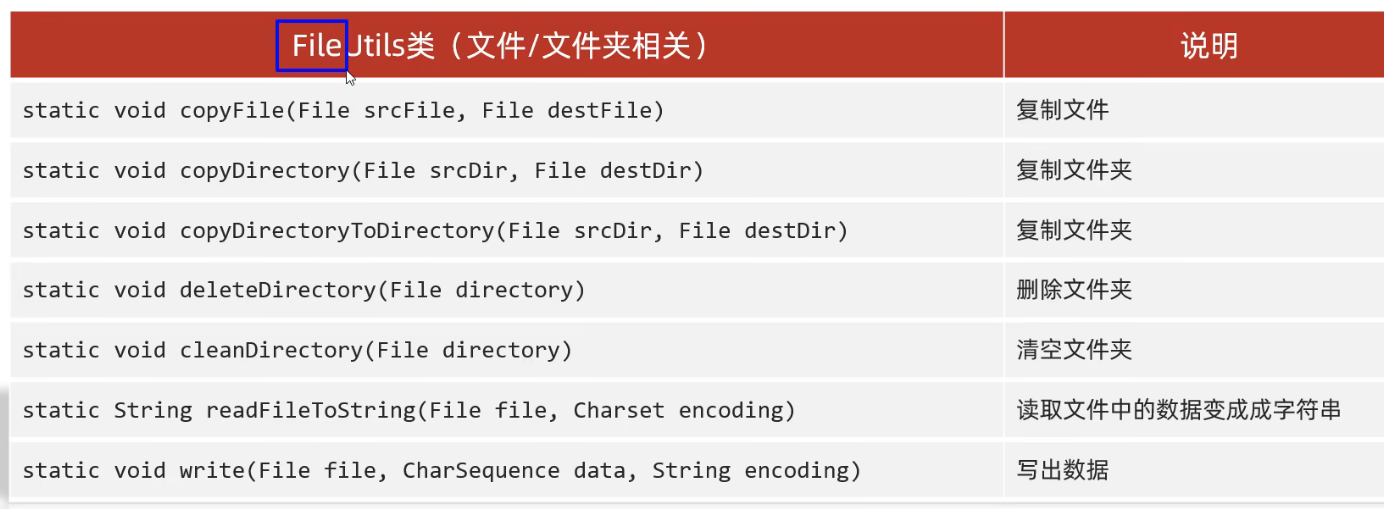 FileUtils类（文件/文件夹相关） 说明
static void copyFile(File srcFile, File destFile) 复制文件
static void copyDirectory(File srcDir, File destDir) 复制文件夹
static void copyDirectoryToDirectory(File srcDir, File destDir) 复制文件夹
static void deleteDirectory(File directory) 删除文件夹
static void cleanDirectory(File directory) 清空文件夹
static String readFileToString(File file, Charset encoding) 读取文件中的数据变成成字符串
static void write(File file, CharSequence data, String encoding) 写出数据